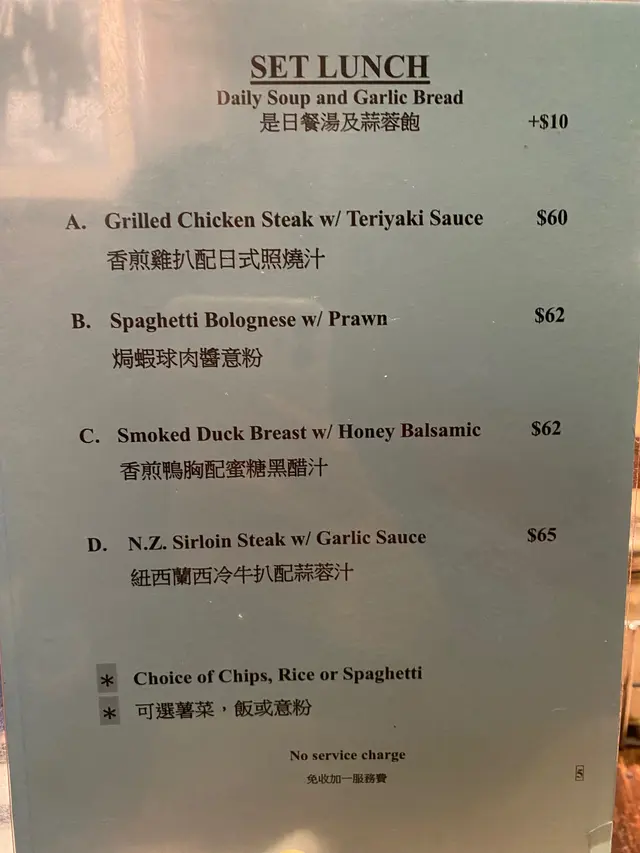 SET LUNCH
Daily Soup and Garlic Bread
是日餐湯及蒜蓉飽 +$10
A. Grilled Chicken Steak w/ Teriyaki Sauce $60
香煎雞扒配日式照燒汁
B. Spaghetti Bolognese w/ Prawn $62
焗蝦球肉醬意粉
C. Smoked Duck Breast w/ Honey Balsamic $62
香煎鴨胸配蜜糖黑醋汁
D. N.Z. Sirloin Steak w/ Garlic Sauce $65
紐西蘭西冷牛扒配蒜蓉汁
* Choice of Chips, Rice or Spaghetti
* 可選薯菜，飯或意粉
No service charge
免收加一服務費
5